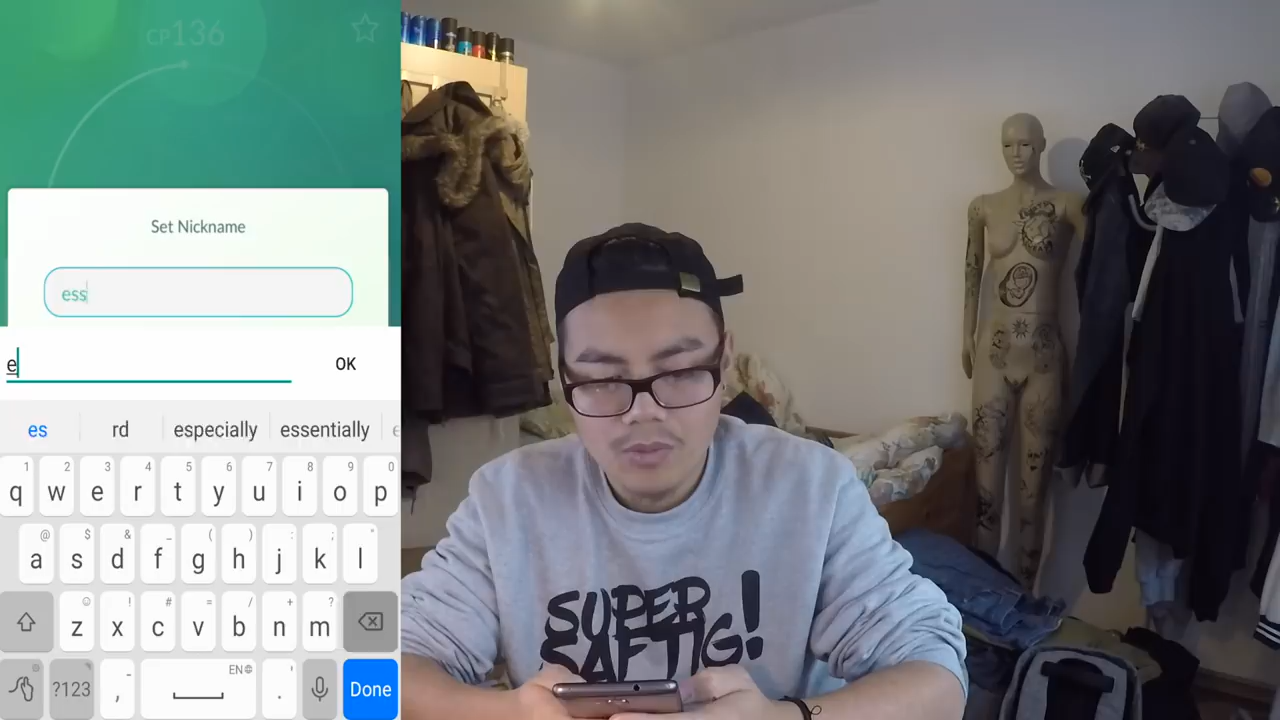 CP136
Set Nickname
ess
e
OK
es rd especially essentially
1 2 3 4 5 6 7 8 9 0
q w e r t y u i o p
@ $ & _ ( ) : ; "
a s d f g h j k l
! # = / + ?
z x c v b n m
?123 , - EN . ' Done
SUPER
SAFTIG!